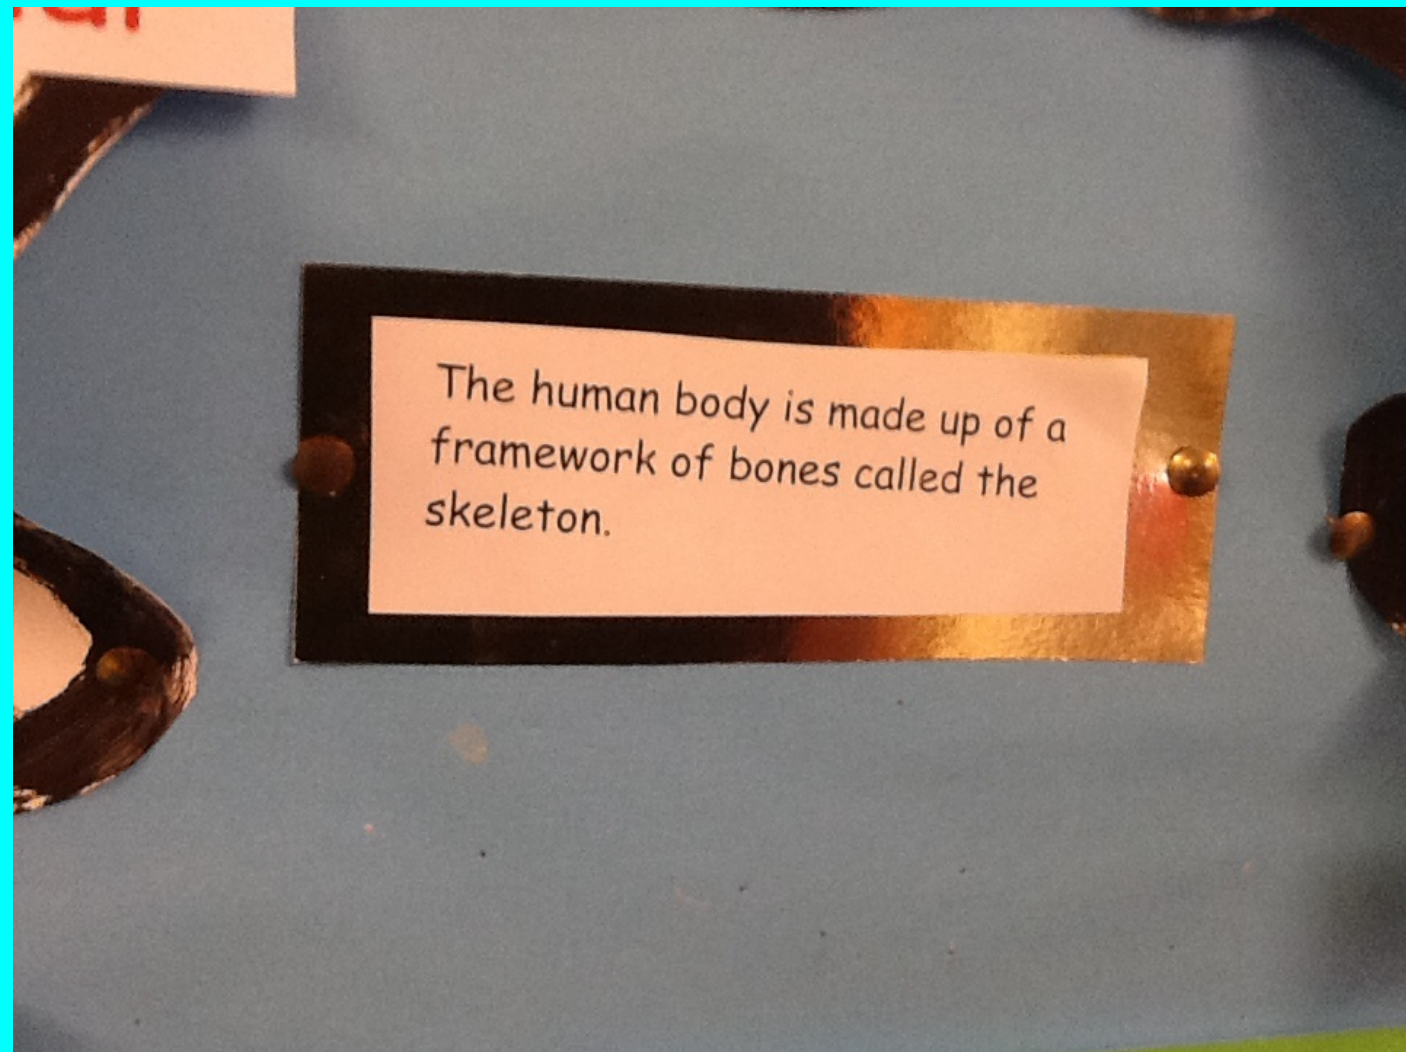 The human body is made up of a
framework of bones called the
skeleton.